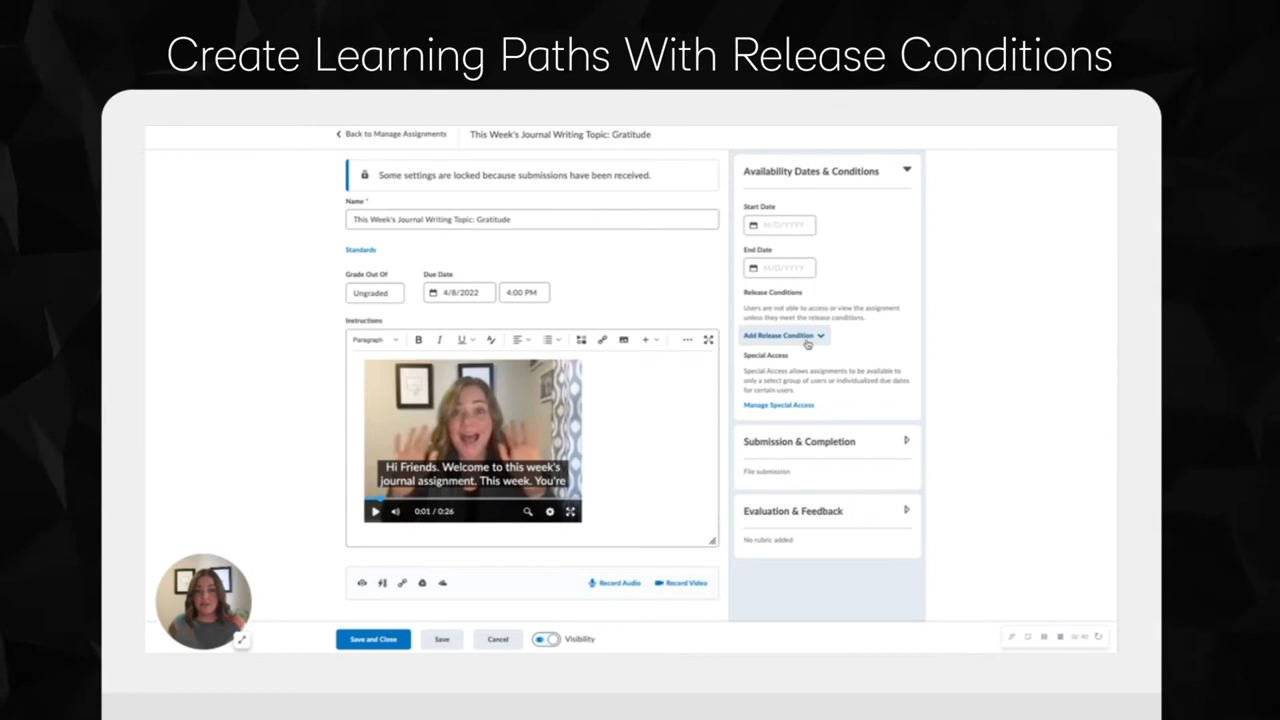 Create Learning Paths With Release Conditions
Back to Manage Assignments
This Week's Journal Writing Topic: Gratitude
Some settings are locked because submissions have been received.
Name *
This Week's Journal Writing Topic: Gratitude
Standards
Grade Out Of
Due Date
Ungraded
4/8/2022
4:00 PM
Instructions
Paragraph
B
I
U
Hi Friends. Welcome to this week's
journal assignment. This week. You're
0:01 / 0:26
Record Audio
Record Video
Save and Close
Save
Cancel
Visibility
Availability Dates & Conditions
Start Date
M/D/YYYY
End Date
M/D/YYYY
Release Conditions
Users are not able to access or view the assignment
unless they meet the release conditions.
Add Release Condition
Special Access
Special Access allows assignments to be available to
only a select group of users or individualized due dates
for certain users.
Manage Special Access
Submission & Completion
File submission
Evaluation & Feedback
No rubric added